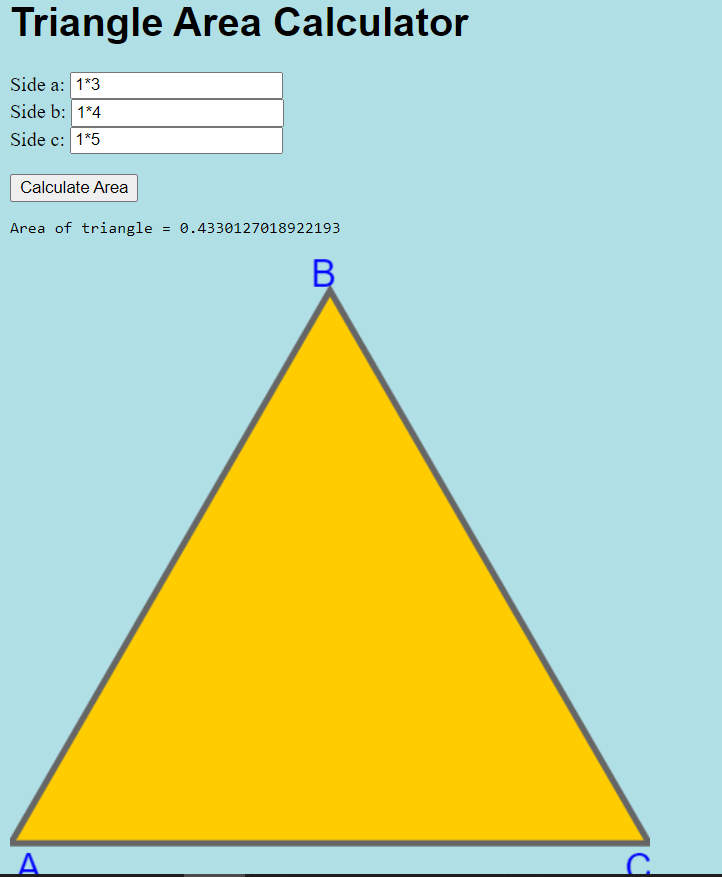 Triangle Area Calculator
Side a: 1*3
Side b: 1*4
Side c: 1*5
Calculate Area
Area of triangle = 0.4330127018922193
B
A
C